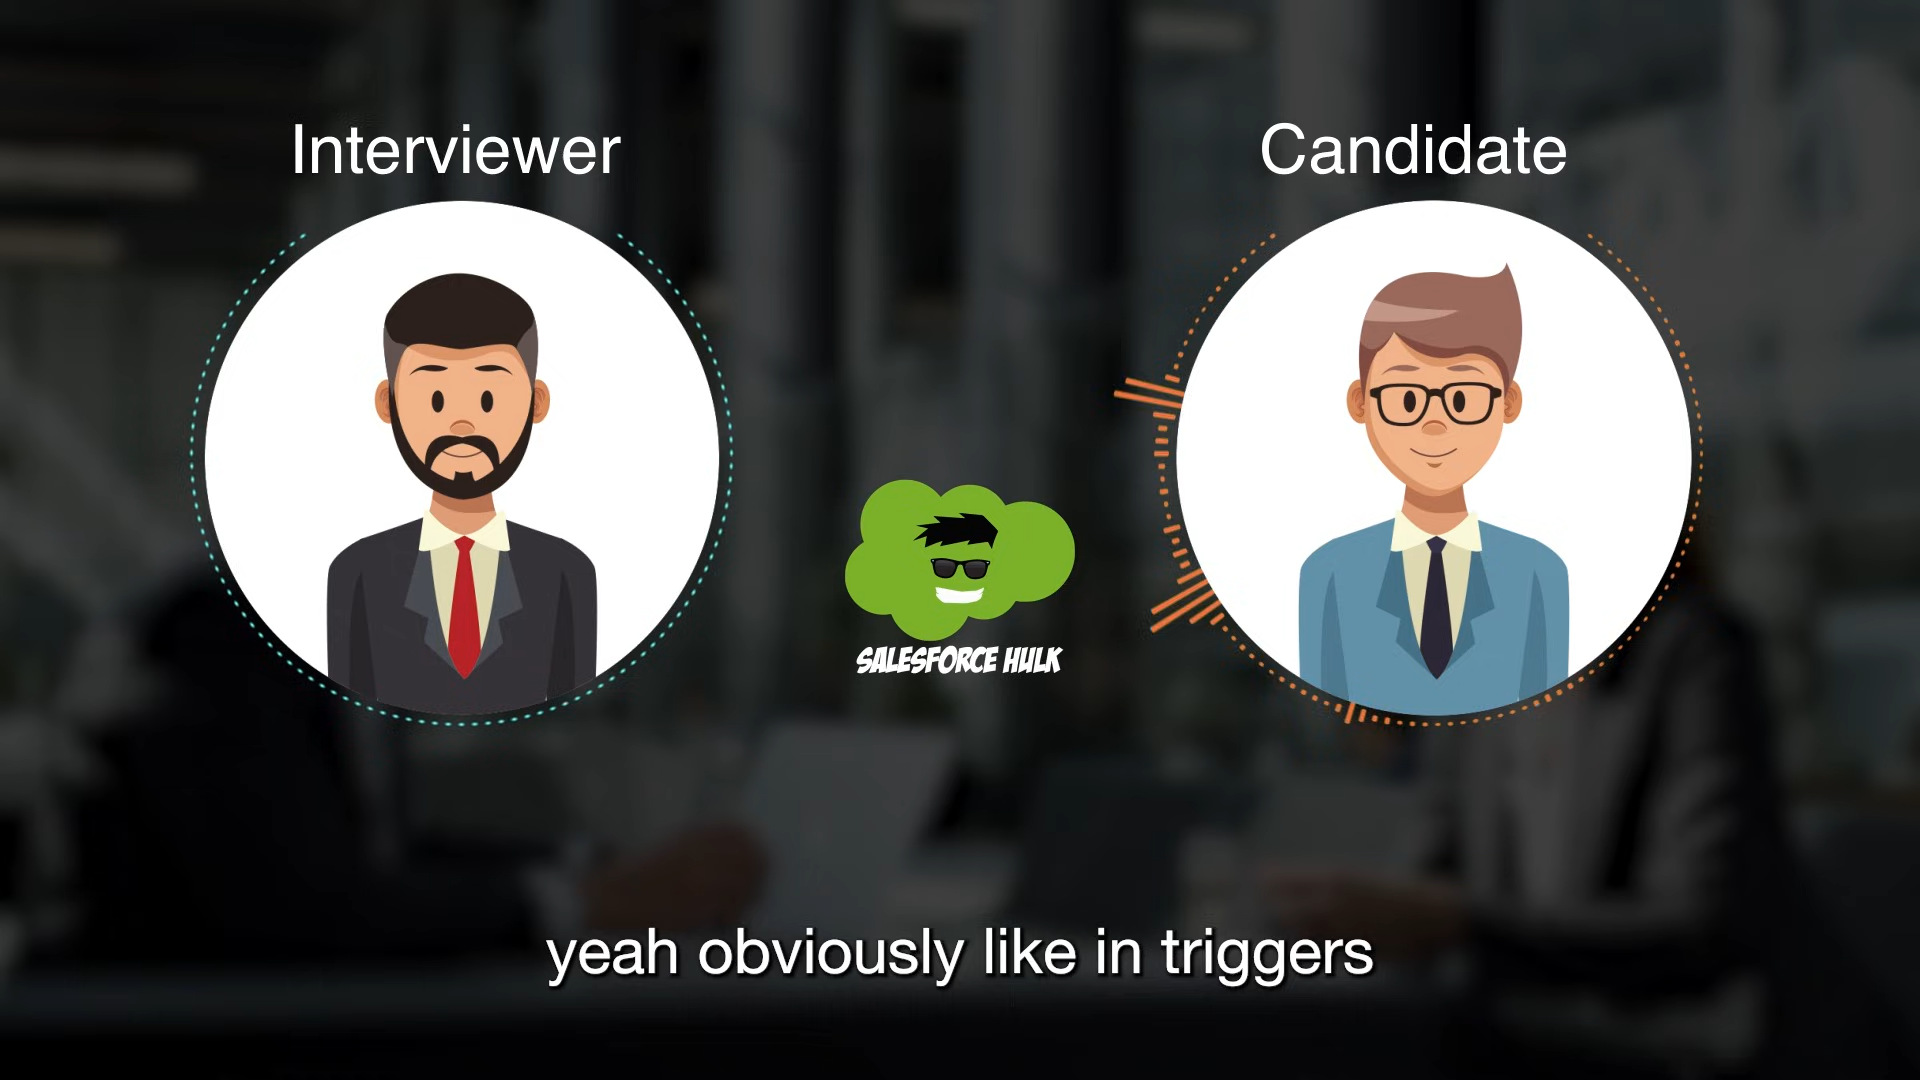 Interviewer
Candidate
SALESFORCE HULK
yeah obviously like in triggers